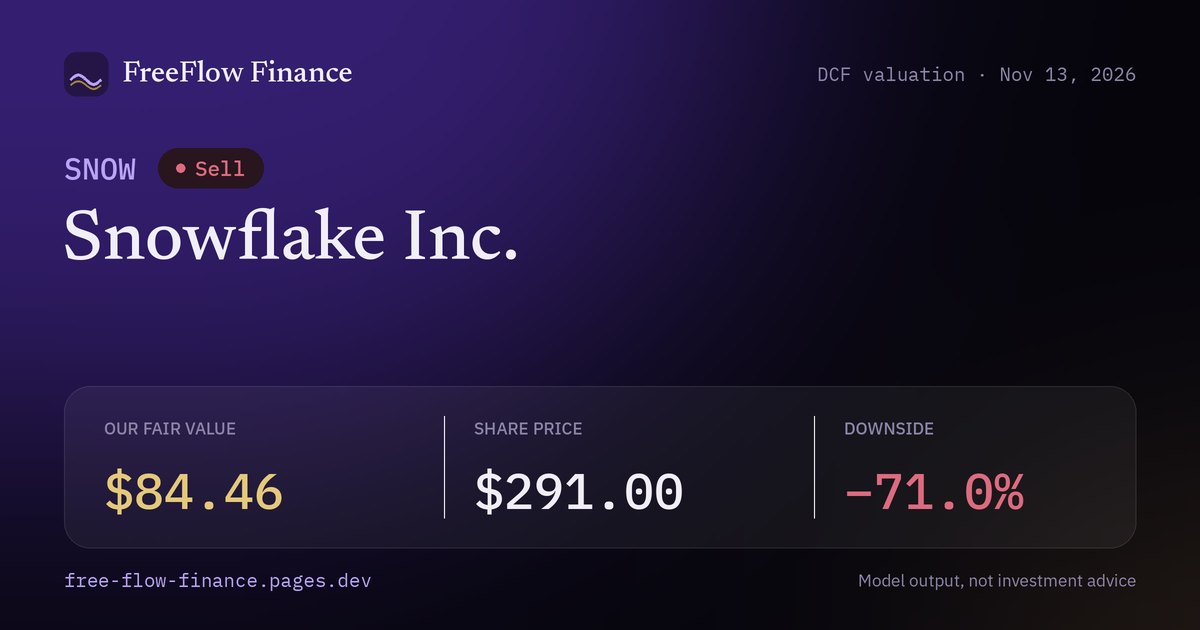 FreeFlow Finance
DCF valuation · Nov 13, 2026
SNOW
Sell
Snowflake Inc.
OUR FAIR VALUE
$84.46
SHARE PRICE
$291.00
DOWNSIDE
−71.0%
free-flow-finance.pages.dev
Model output, not investment advice